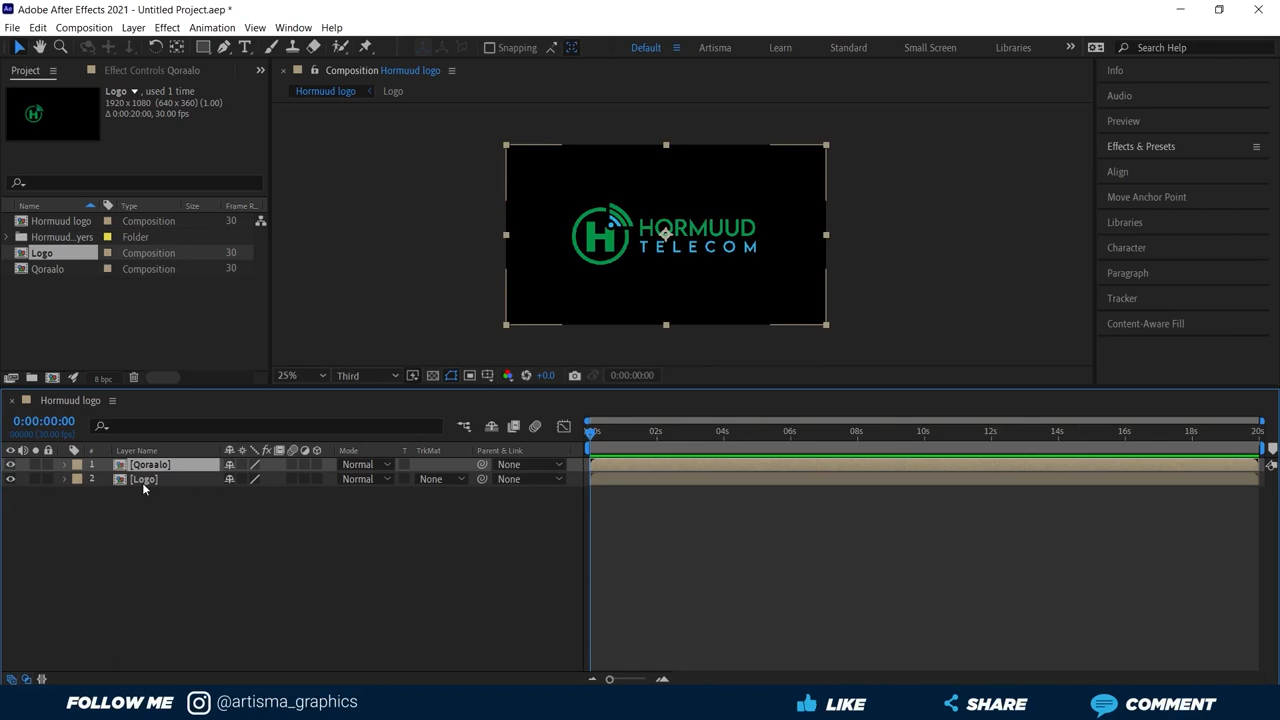 Ae Adobe After Effects 2021 - Untitled Project.aep *
File Edit Composition Layer Effect Animation View Window Help
Snapping Default Artisma Learn Standard Small Screen Libraries Search Help
Project Effect Controls Qoraalo Composition Hormuud logo Info
Logo , used 1 time
1920 x 1080 (640 x 360) (1.00)
Δ 0:00:20:00, 30.00 fps
Hormuud logo Logo
Audio
Preview
Effects & Presets
Align
Move Anchor Point
Libraries
Character
Paragraph
Tracker
Content-Aware Fill
Name Type Size Frame R...
Hormuud logo Composition 30
Hormuud...yers Folder
Logo Composition 30
Qoraalo Composition 30
H HORMUUD
TELECOM
8 bpc
25% Third +0.0 0:00:00:00
Hormuud logo
0:00:00:00
00000 (30.00 fps)
02s 04s 06s 08s 10s 12s 14s 16s 18s 20s
# Layer Name fx Mode T TrkMat Parent & Link
1 [Qoraalo] Normal None
2 [Logo] Normal None None
FOLLOW ME @artisma_graphics LIKE SHARE COMMENT